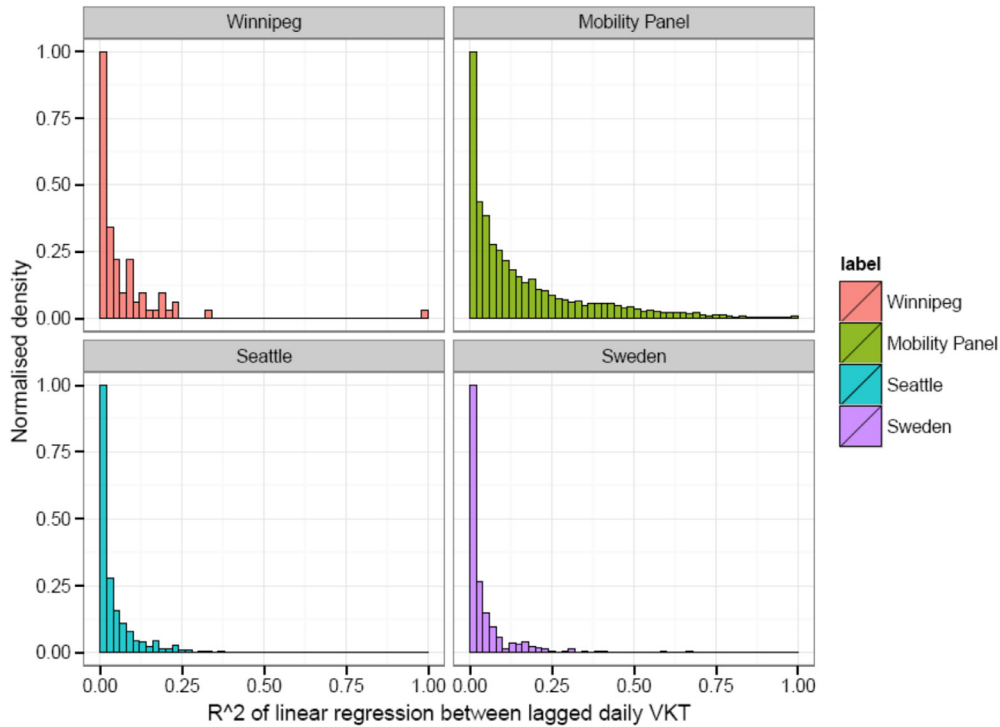 Winnipeg
Mobility Panel
1.00
0.75
0.50
0.25
0.00
Seattle
Sweden
1.00
0.75
0.50
0.25
0.00
0.00 0.25 0.50 0.75 1.00
0.00 0.25 0.50 0.75 1.00
Normalised density
R^2 of linear regression between lagged daily VKT
label
Winnipeg
Mobility Panel
Seattle
Sweden